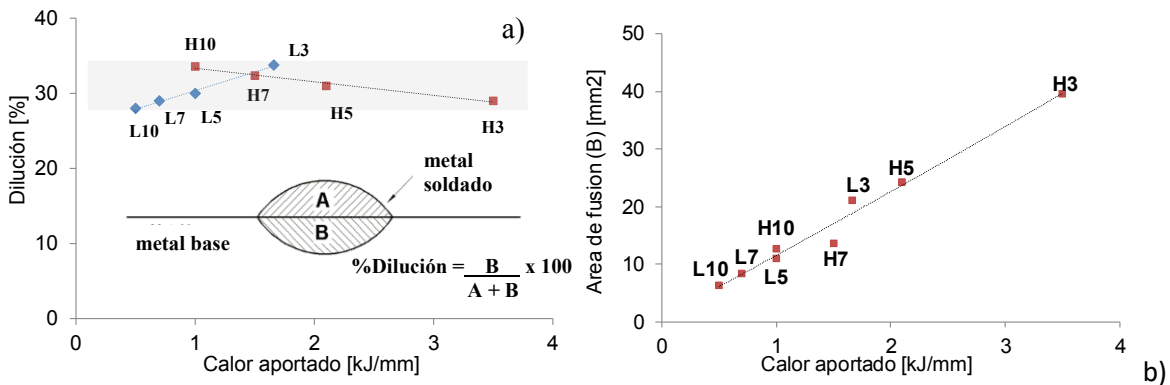 a)
Dilución [%]
40
30
20
10
0
H10
L3
H7
L10
L7
L5
H5
H3
metal
soldado
A
B
metal base
%Dilución = B x 100
A + B
0 1 2 3 4
Calor aportado [kJ/mm]
Area de fusion (B) [mm2]
50
40
30
20
10
0
H3
H5
L3
H10
L10
L7
L5
H7
0 1 2 3 4
Calor aportado [kJ/mm]
b)